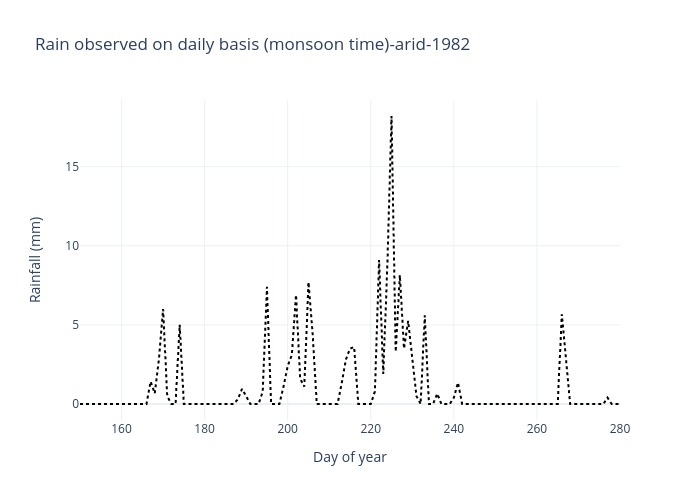 Rain observed on daily basis (monsoon time)-arid-1982
15
10
5
0
Rainfall (mm)
160 180 200 220 240 260 280
Day of year